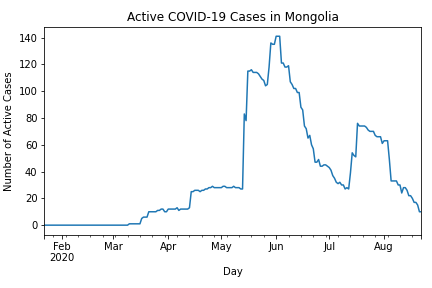 Active COVID-19 Cases in Mongolia
Number of Active Cases
140
120
100
80
60
40
20
0
Feb Mar Apr May Jun Jul Aug
2020
Day